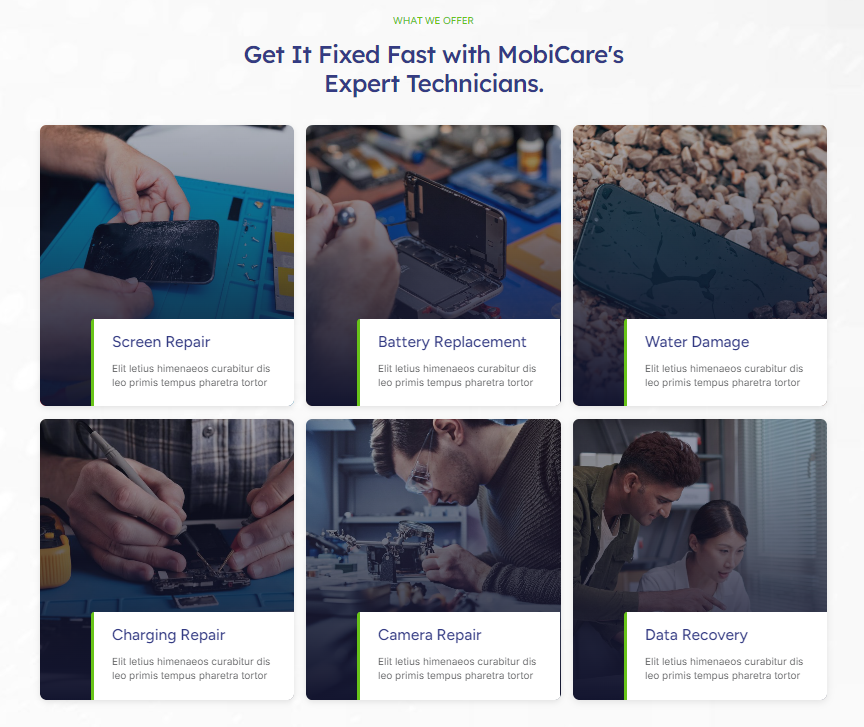 WHAT WE OFFER
Get It Fixed Fast with MobiCare's
Expert Technicians.
Screen Repair
Elit letius himenaeos curabitur dis
leo primis tempus pharetra tortor
Battery Replacement
Elit letius himenaeos curabitur dis
leo primis tempus pharetra tortor
Water Damage
Elit letius himenaeos curabitur dis
leo primis tempus pharetra tortor
Charging Repair
Elit letius himenaeos curabitur dis
leo primis tempus pharetra tortor
Camera Repair
Elit letius himenaeos curabitur dis
leo primis tempus pharetra tortor
Data Recovery
Elit letius himenaeos curabitur dis
leo primis tempus pharetra tortor